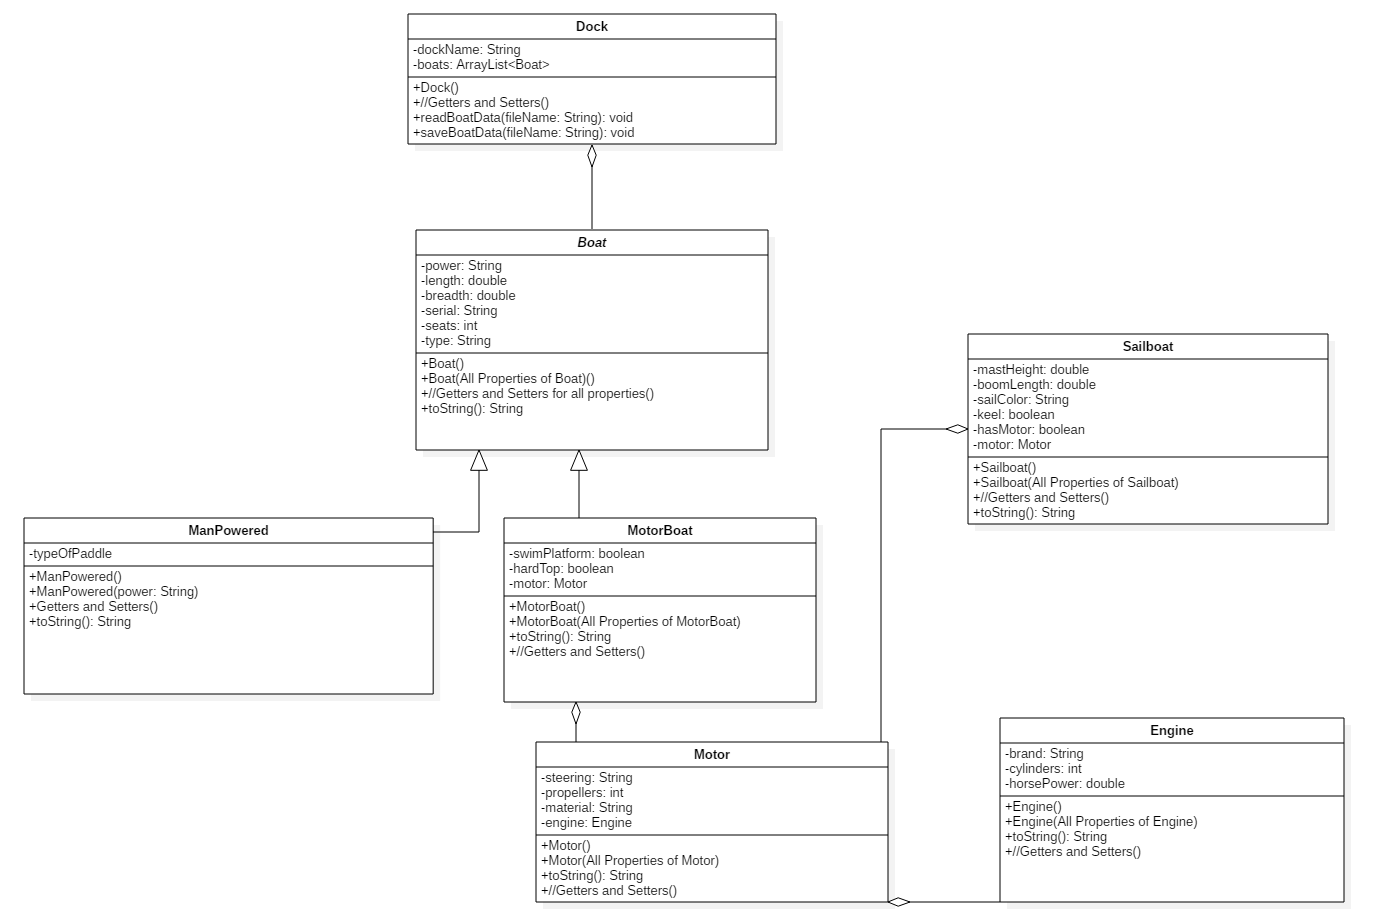 Dock
-dockName: String
-boats: ArrayList<Boat>
+Dock()
+//Getters and Setters()
+readBoatData(fileName: String): void
+saveBoatData(fileName: String): void
Boat
-power: String
-length: double
-breadth: double
-serial: String
-seats: int
-type: String
+Boat()
+Boat(All Properties of Boat)()
+//Getters and Setters for all properties()
+toString(): String
Sailboat
-mastHeight: double
-boomLength: double
-sailColor: String
-keel: boolean
-hasMotor: boolean
-motor: Motor
+Sailboat()
+Sailboat(All Properties of Sailboat)
+//Getters and Setters()
+toString(): String
ManPowered
-typeOfPaddle
+ManPowered()
+ManPowered(power: String)
+Getters and Setters()
+toString(): String
MotorBoat
-swimPlatform: boolean
-hardTop: boolean
-motor: Motor
+MotorBoat()
+MotorBoat(All Properties of MotorBoat)
+toString(): String
+//Getters and Setters()
Motor
-steering: String
-propellers: int
-material: String
-engine: Engine
+Motor()
+Motor(All Properties of Motor)
+toString(): String
+//Getters and Setters()
Engine
-brand: String
-cylinders: int
-horsePower: double
+Engine()
+Engine(All Properties of Engine)
+toString(): String
+//Getters and Setters()